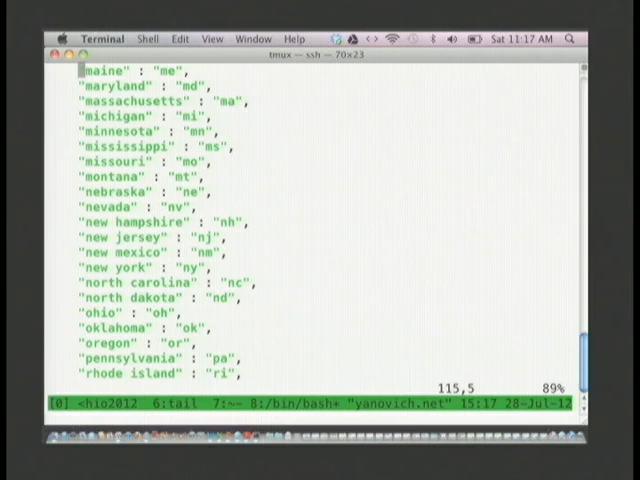 Terminal Shell Edit View Window Help Sat 11:17 AM
tmux — ssh — 70×23
"maine" : "me",
"maryland" : "md",
"massachusetts" : "ma",
"michigan" : "mi",
"minnesota" : "mn",
"mississippi" : "ms",
"missouri" : "mo",
"montana" : "mt",
"nebraska" : "ne",
"nevada" : "nv",
"new hampshire" : "nh",
"new jersey" : "nj",
"new mexico" : "nm",
"new york" : "ny",
"north carolina" : "nc",
"north dakota" : "nd",
"ohio" : "oh",
"oklahoma" : "ok",
"oregon" : "or",
"pennsylvania" : "pa",
"rhode island" : "ri",
115,5 89%
[0] <hio2012 6:tail 7:~- 8:/bin/bash* "yanovich.net" 15:17 28-Jul-12